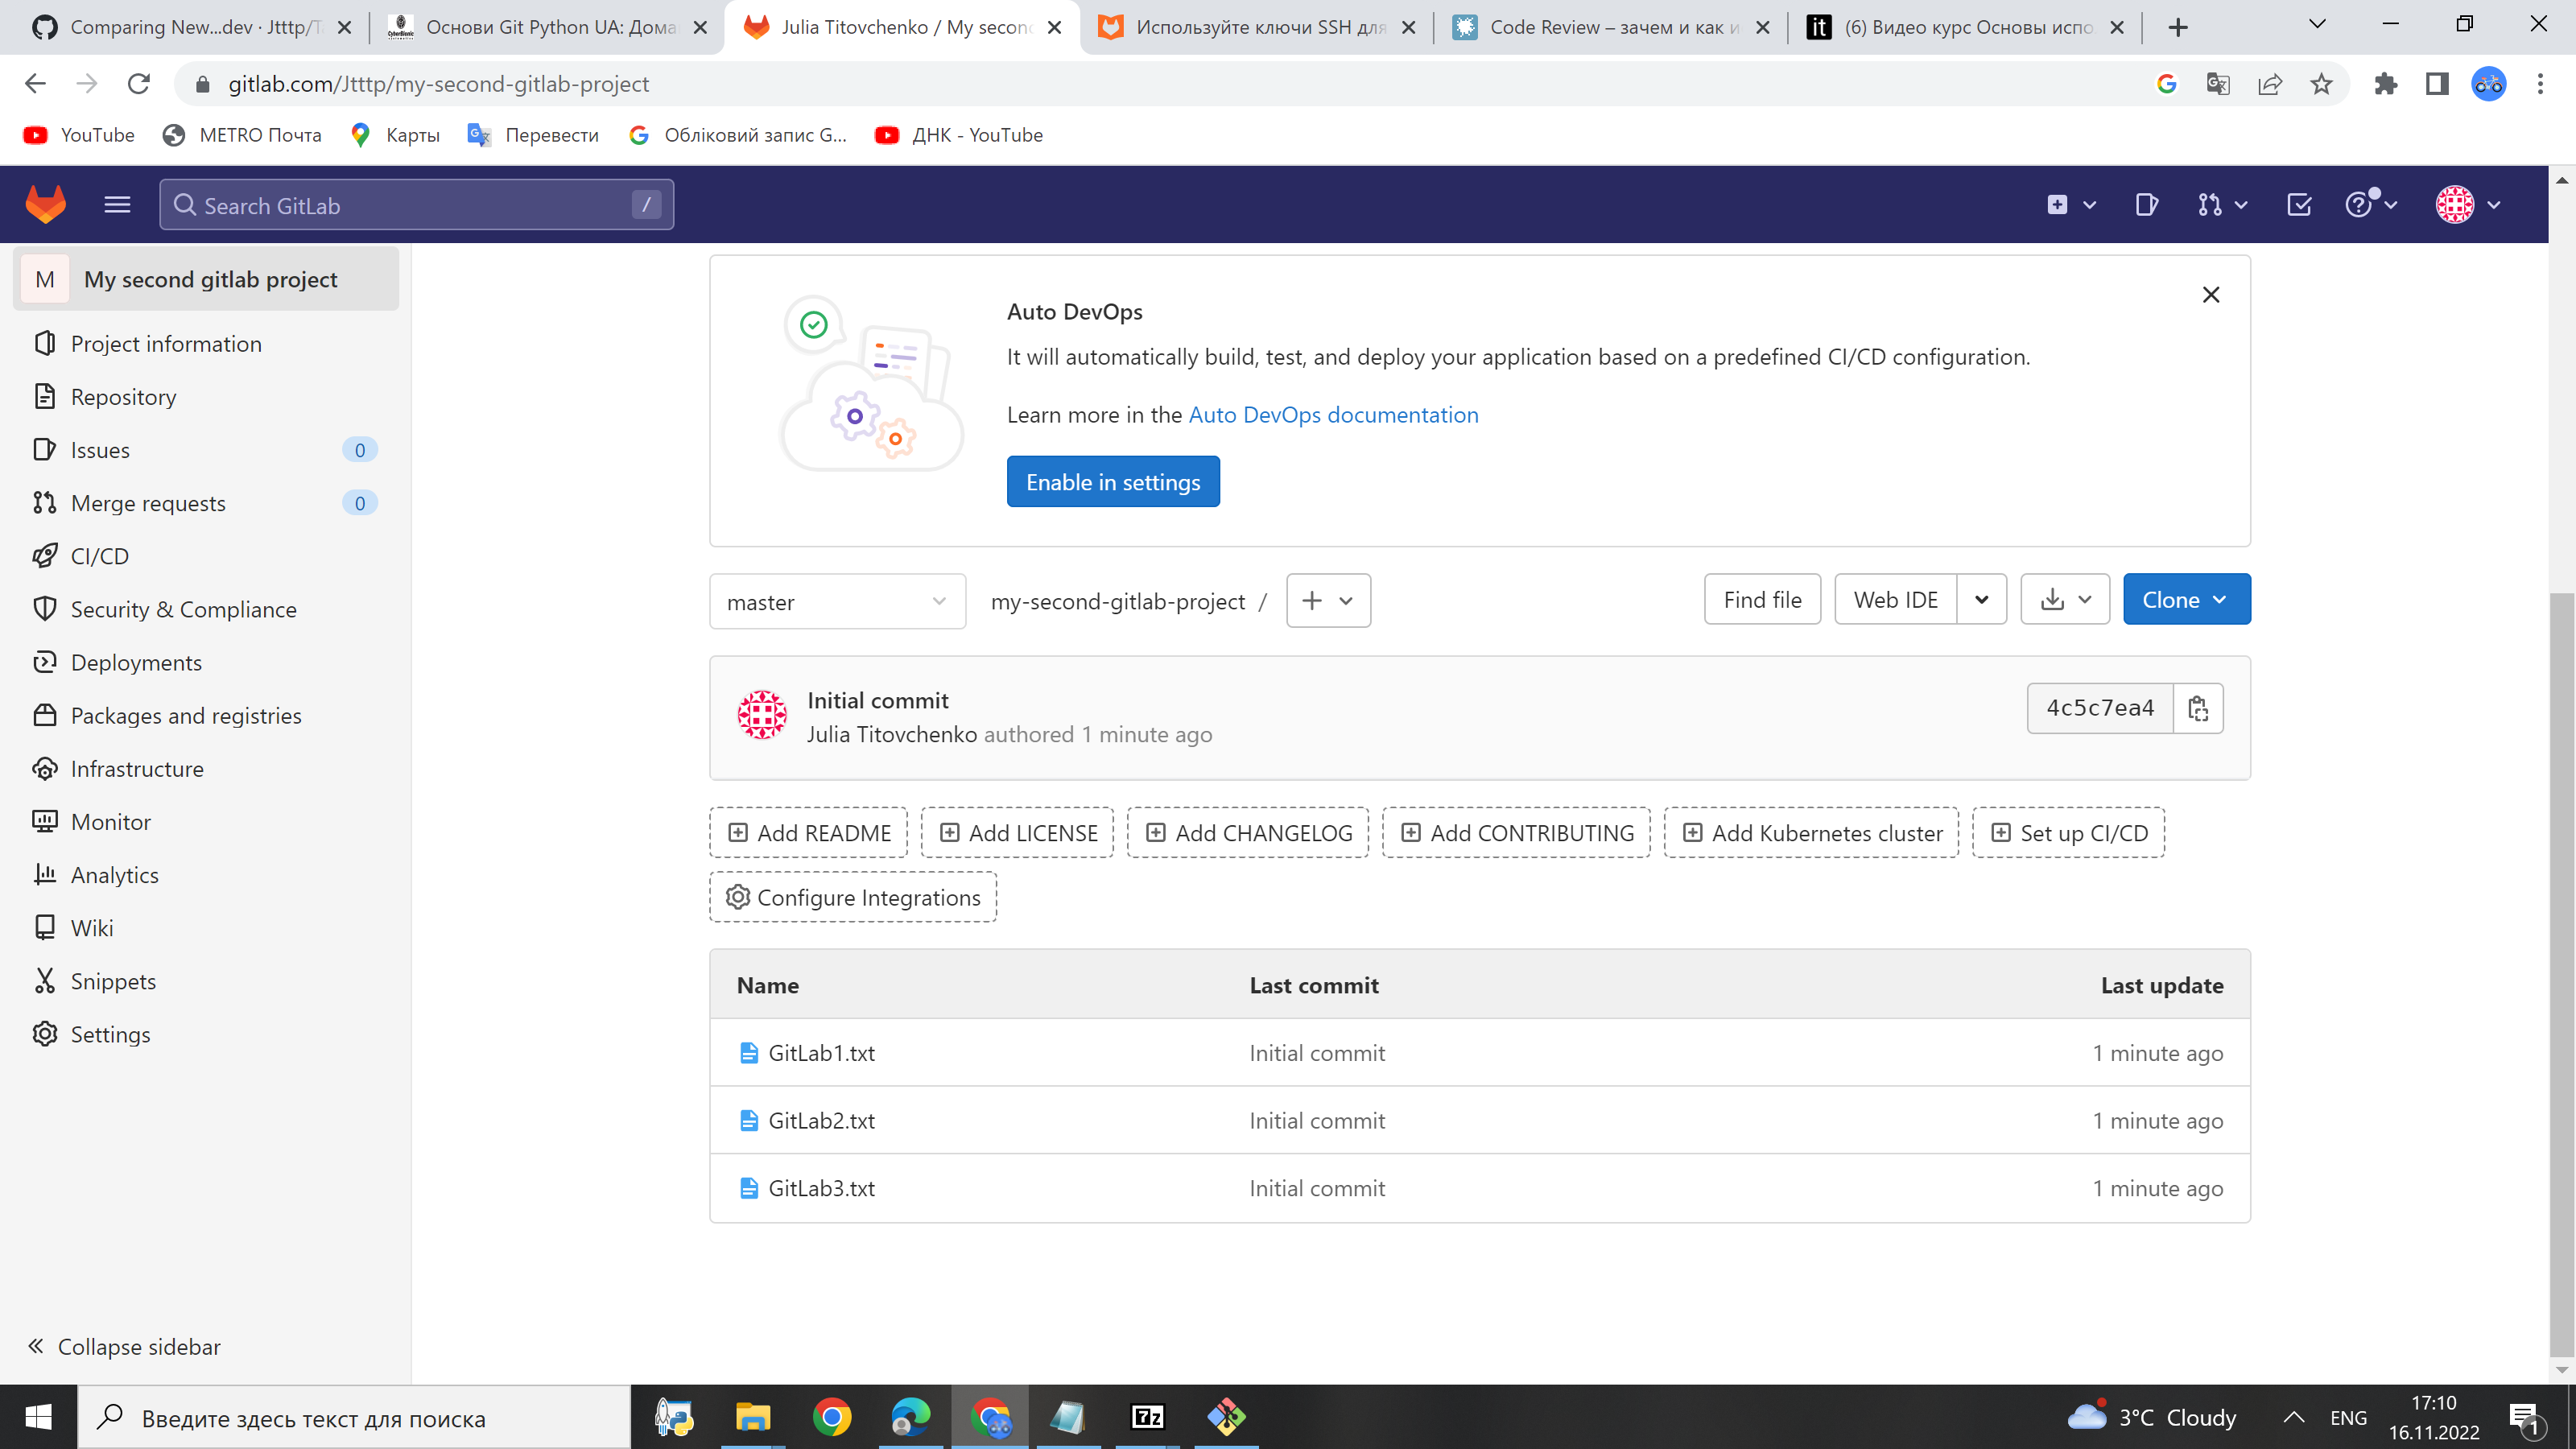 Comparing New...dev · Jtttp/T
Основи Git Python UA: Дома
Julia Titovchenko / My secon
Используйте ключи SSH для
Code Review – зачем и как и
(6) Видео курс Основы испо
gitlab.com/Jtttp/my-second-gitlab-project
YouTube
METRO Почта
Карты
Перевести
Обліковий запис G...
ДНК - YouTube
Search GitLab /
M My second gitlab project
Project information
Repository
Issues 0
Merge requests 0
CI/CD
Security & Compliance
Deployments
Packages and registries
Infrastructure
Monitor
Analytics
Wiki
Snippets
Settings
Collapse sidebar
Auto DevOps
It will automatically build, test, and deploy your application based on a predefined CI/CD configuration.
Learn more in the Auto DevOps documentation
Enable in settings
master
my-second-gitlab-project /
Find file
Web IDE
Clone
Initial commit
Julia Titovchenko authored 1 minute ago
4c5c7ea4
Add README
Add LICENSE
Add CHANGELOG
Add CONTRIBUTING
Add Kubernetes cluster
Set up CI/CD
Configure Integrations
Name Last commit Last update
GitLab1.txt Initial commit 1 minute ago
GitLab2.txt Initial commit 1 minute ago
GitLab3.txt Initial commit 1 minute ago
Введите здесь текст для поиска
7z
3°C Cloudy
ENG
17:10
16.11.2022
1